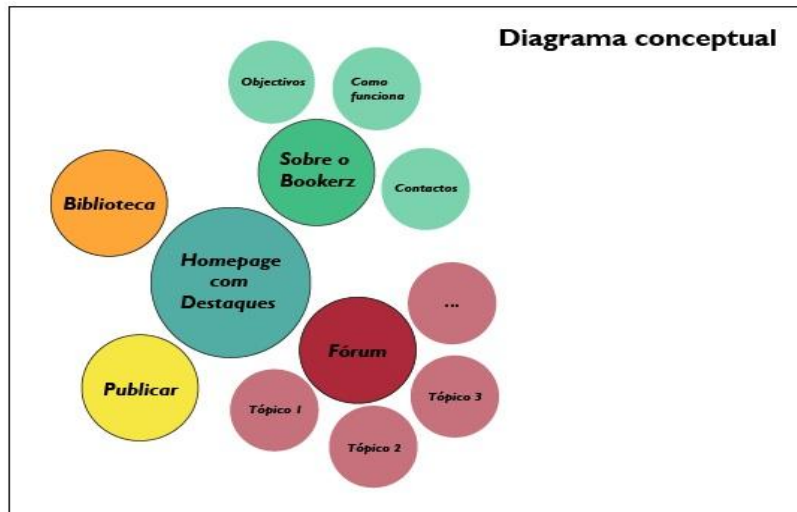 Diagrama conceptual
Objectivos
Como
funciona
Sobre o
Bookerz
Contactos
Biblioteca
Homepage
com
Destaques
...
Fórum
Publicar
Tópico 1
Tópico 2
Tópico 3